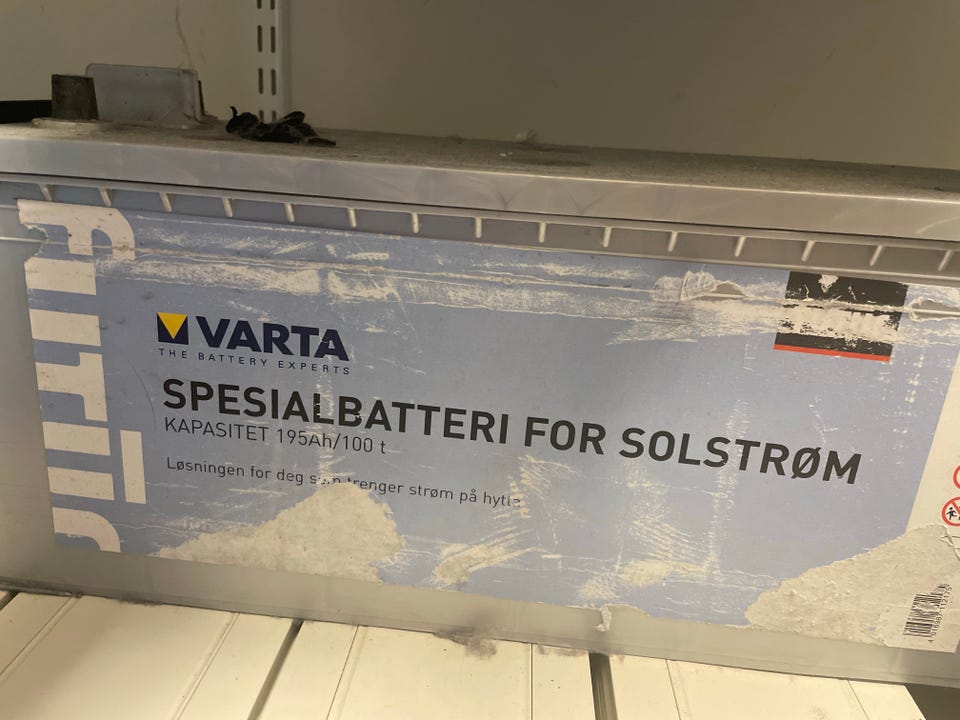 VARTA
THE BATTERY EXPERTS
SPESIALBATTERI FOR SOLSTRØM
KAPASITET 195Ah/100 t
Løsningen for deg som trenger strøm på hytta